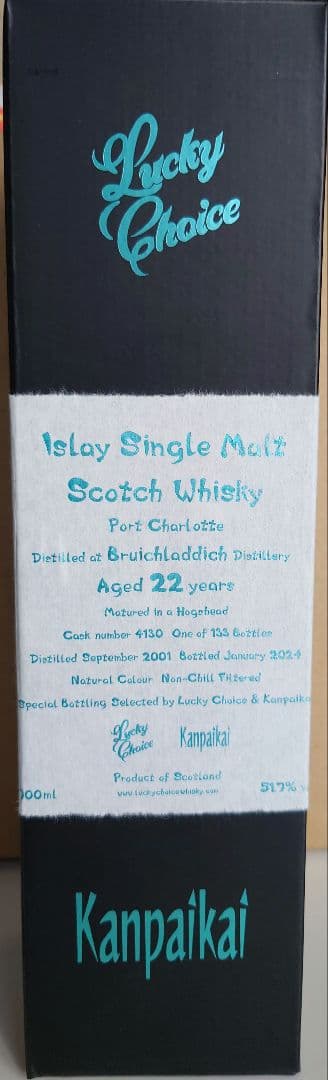 Lucky
Choice
Islay Single Malt
Scotch Whisky
Port Charlotte
Distilled at Bruichladdich Distillery
Aged 22 years
Matured in a Hogshead
Cask number 4130 One of 133 Bottles
Distilled September 2001 Bottled January 2024
Natural Colour Non-Chill Filtered
Special Bottling Selected by Lucky Choice & Kanpaika
Lucky
Choice
Kanpaikai
Product of Scotland
00ml
www.luckychoicewhisky.com
51.7% v
Kanpaikai